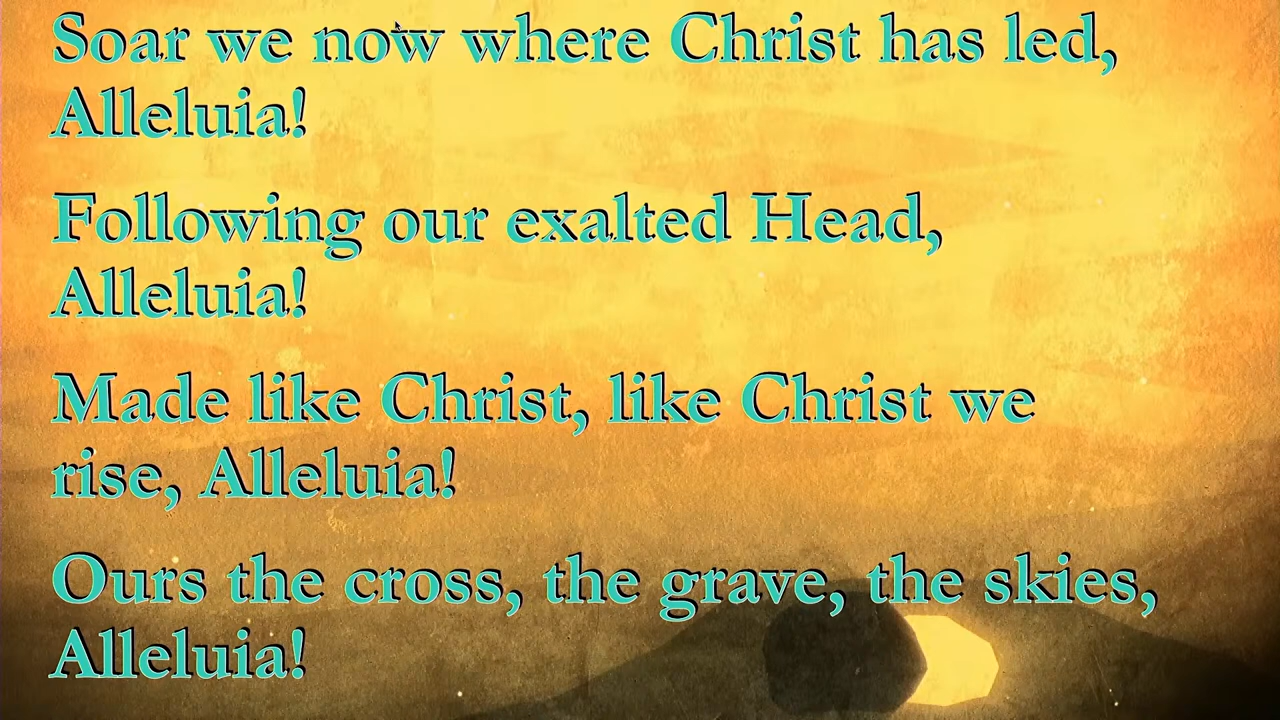 Soar we now where Christ has led,
Alleluia!
Following our exalted Head,
Alleluia!
Made like Christ, like Christ we
rise, Alleluia!
Ours the cross, the grave, the skies,
Alleluia!